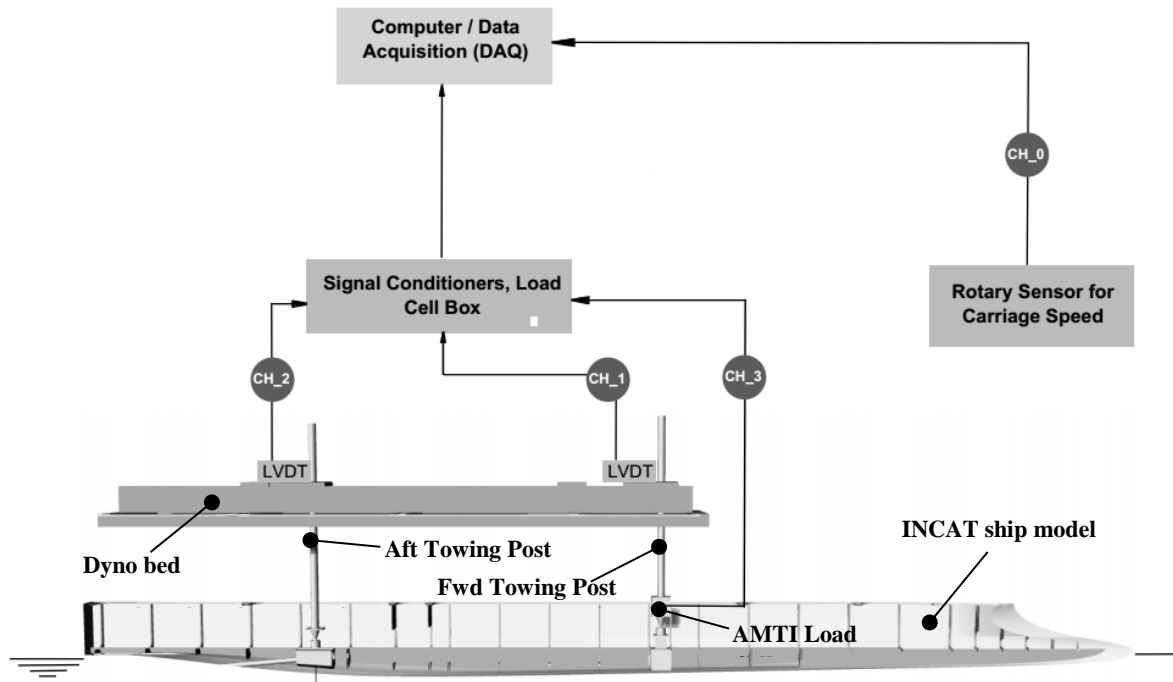 Computer / Data
Acquisition (DAQ)
CH_0
Signal Conditioners, Load
Cell Box
Rotary Sensor for
Carriage Speed
CH_2
CH_1
CH_3
LVDT
LVDT
INCAT ship model
Aft Towing Post
Dyno bed
Fwd Towing Post
AMTI Load